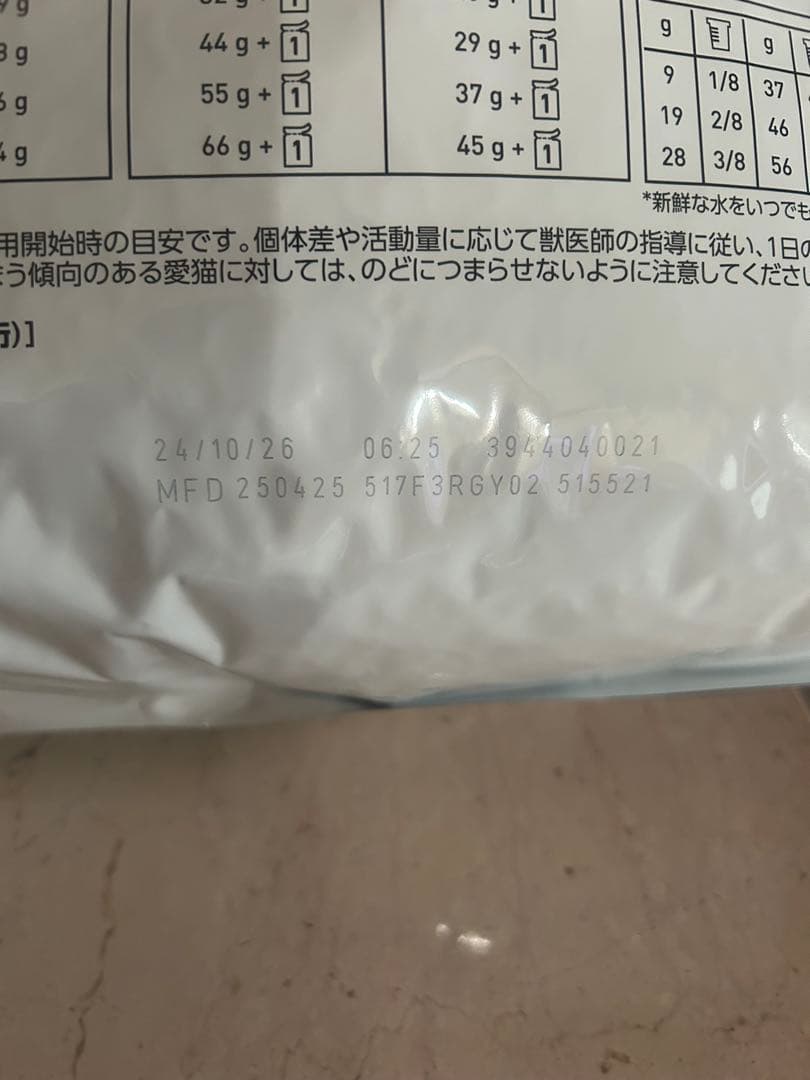 g
44 g + 1 29 g + 1 g g
3 g 9 1/8 37
55 g + 1 37 g + 1
6 g 19 2/8 46
66 g + 1 45 g + 1
4 g 28 3/8 56
*新鮮な水をいつでも
用開始時の目安です。個体差や活動量に応じて獣医師の指導に従い、1日の
まう傾向のある愛猫に対しては、のどにつまらせないように注意してください
行)]
24/10/26 06:25 3944040021
MFD 250425 517F3RGY02 515521